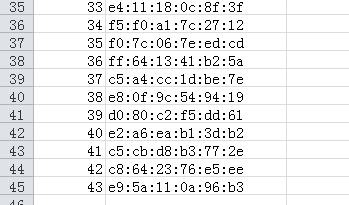 35 33 e4:11:18:0c:8f:3f
36 34 f5:f0:a1:7c:27:12
37 35 f0:7c:06:7e:ed:cd
38 36 ff:64:13:41:b2:5a
39 37 c5:a4:cc:1d:be:7e
40 38 e8:0f:9c:54:94:19
41 39 d0:80:c2:f5:dd:61
42 40 e2:a6:ea:b1:3d:b2
43 41 c5:cb:d8:b3:77:2e
44 42 c8:64:23:76:e5:ee
45 43 e9:5a:11:0a:96:b3